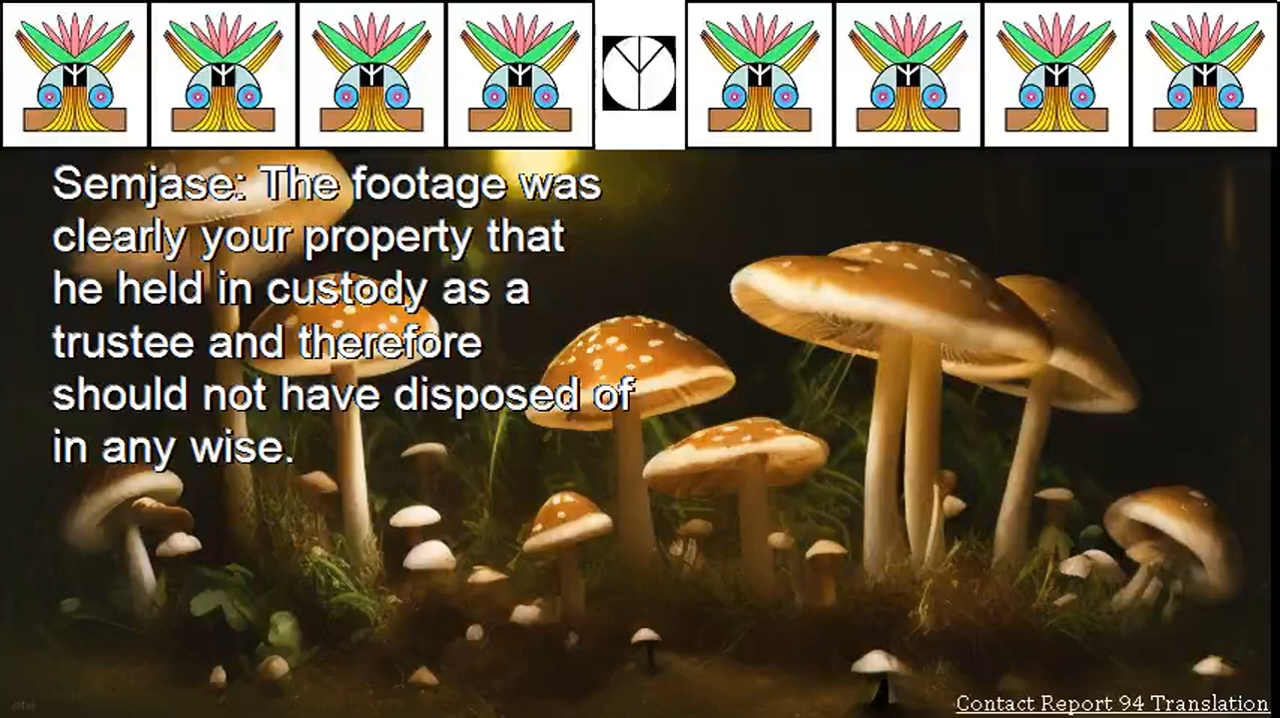 Semjase: The footage was
clearly your property that
he held in custody as a
trustee and therefore
should not have disposed of
in any wise.
Contact Report 94 Translation